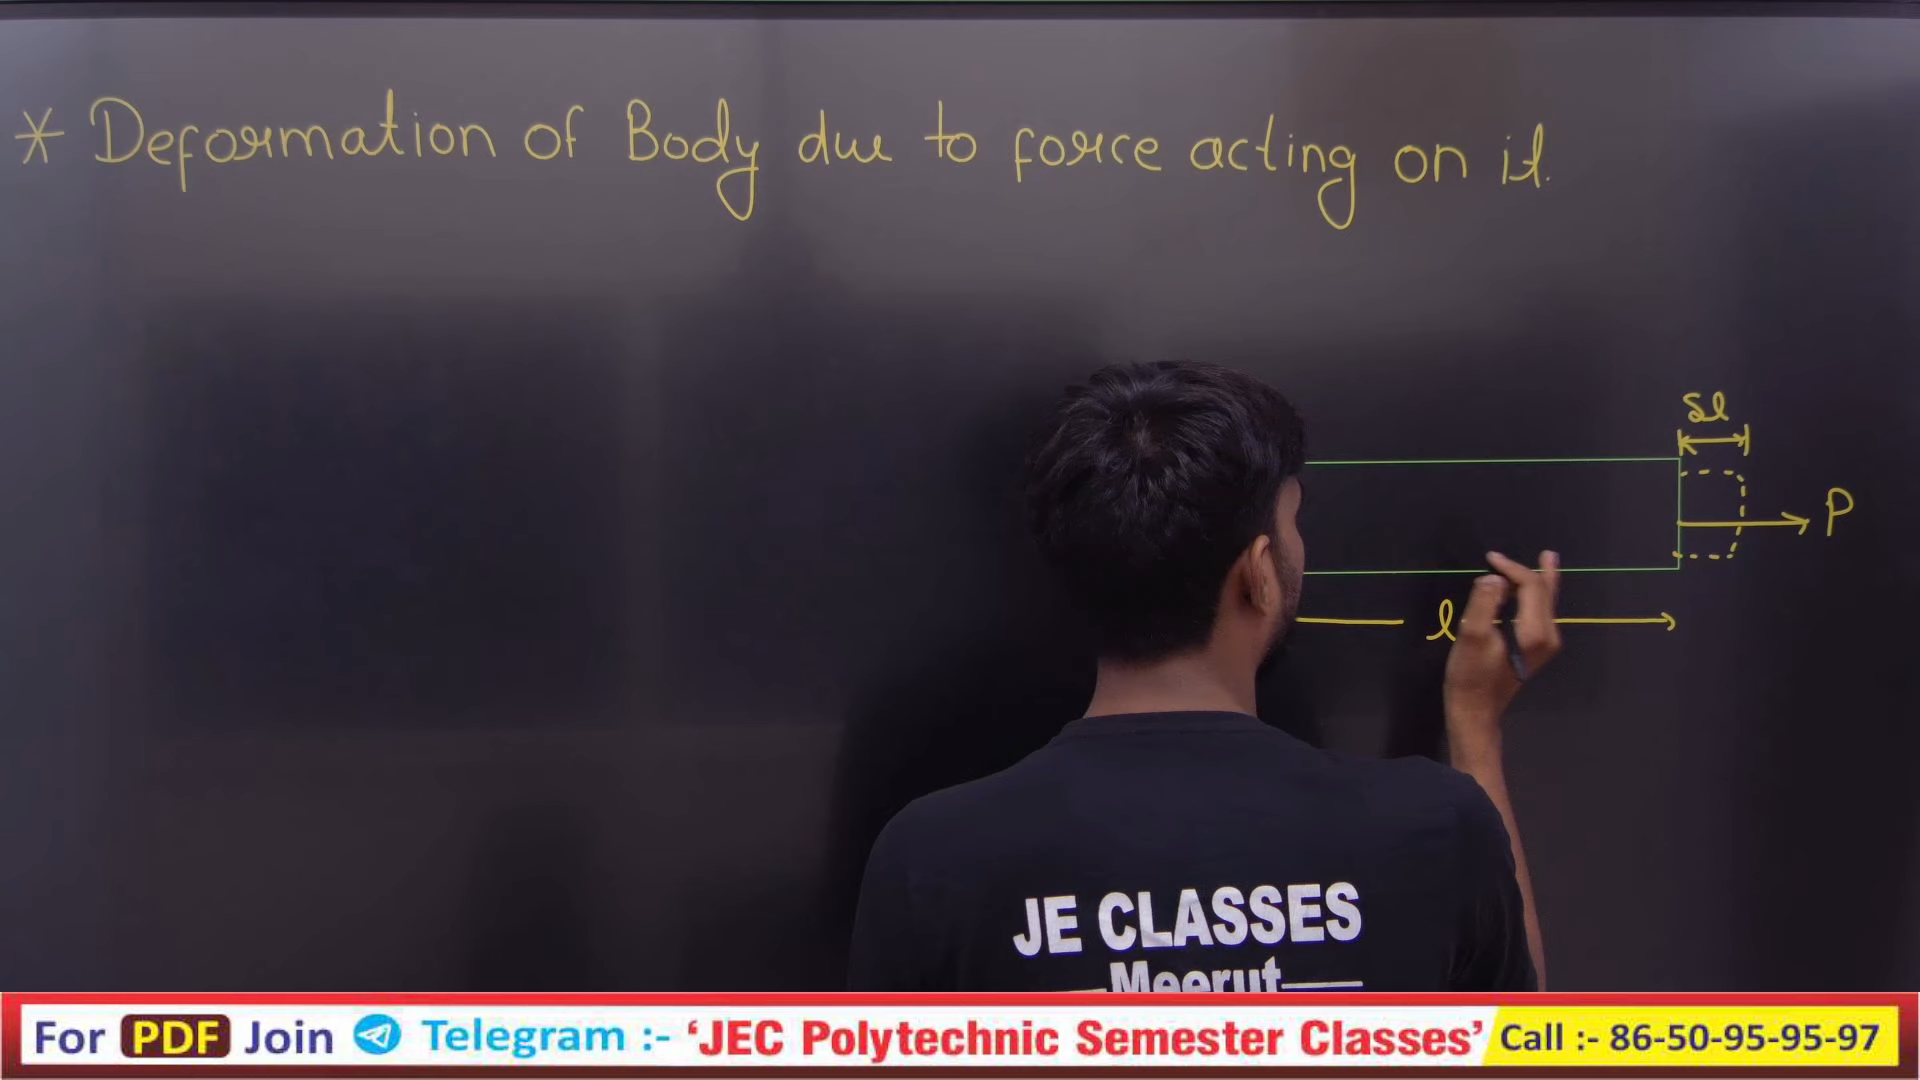 * Deformation of Body due to force acting on it.
δl
P
l
JE CLASSES
Meerut
For PDF Join Telegram :- ‘JEC Polytechnic Semester Classes’ Call :- 86-50-95-95-97